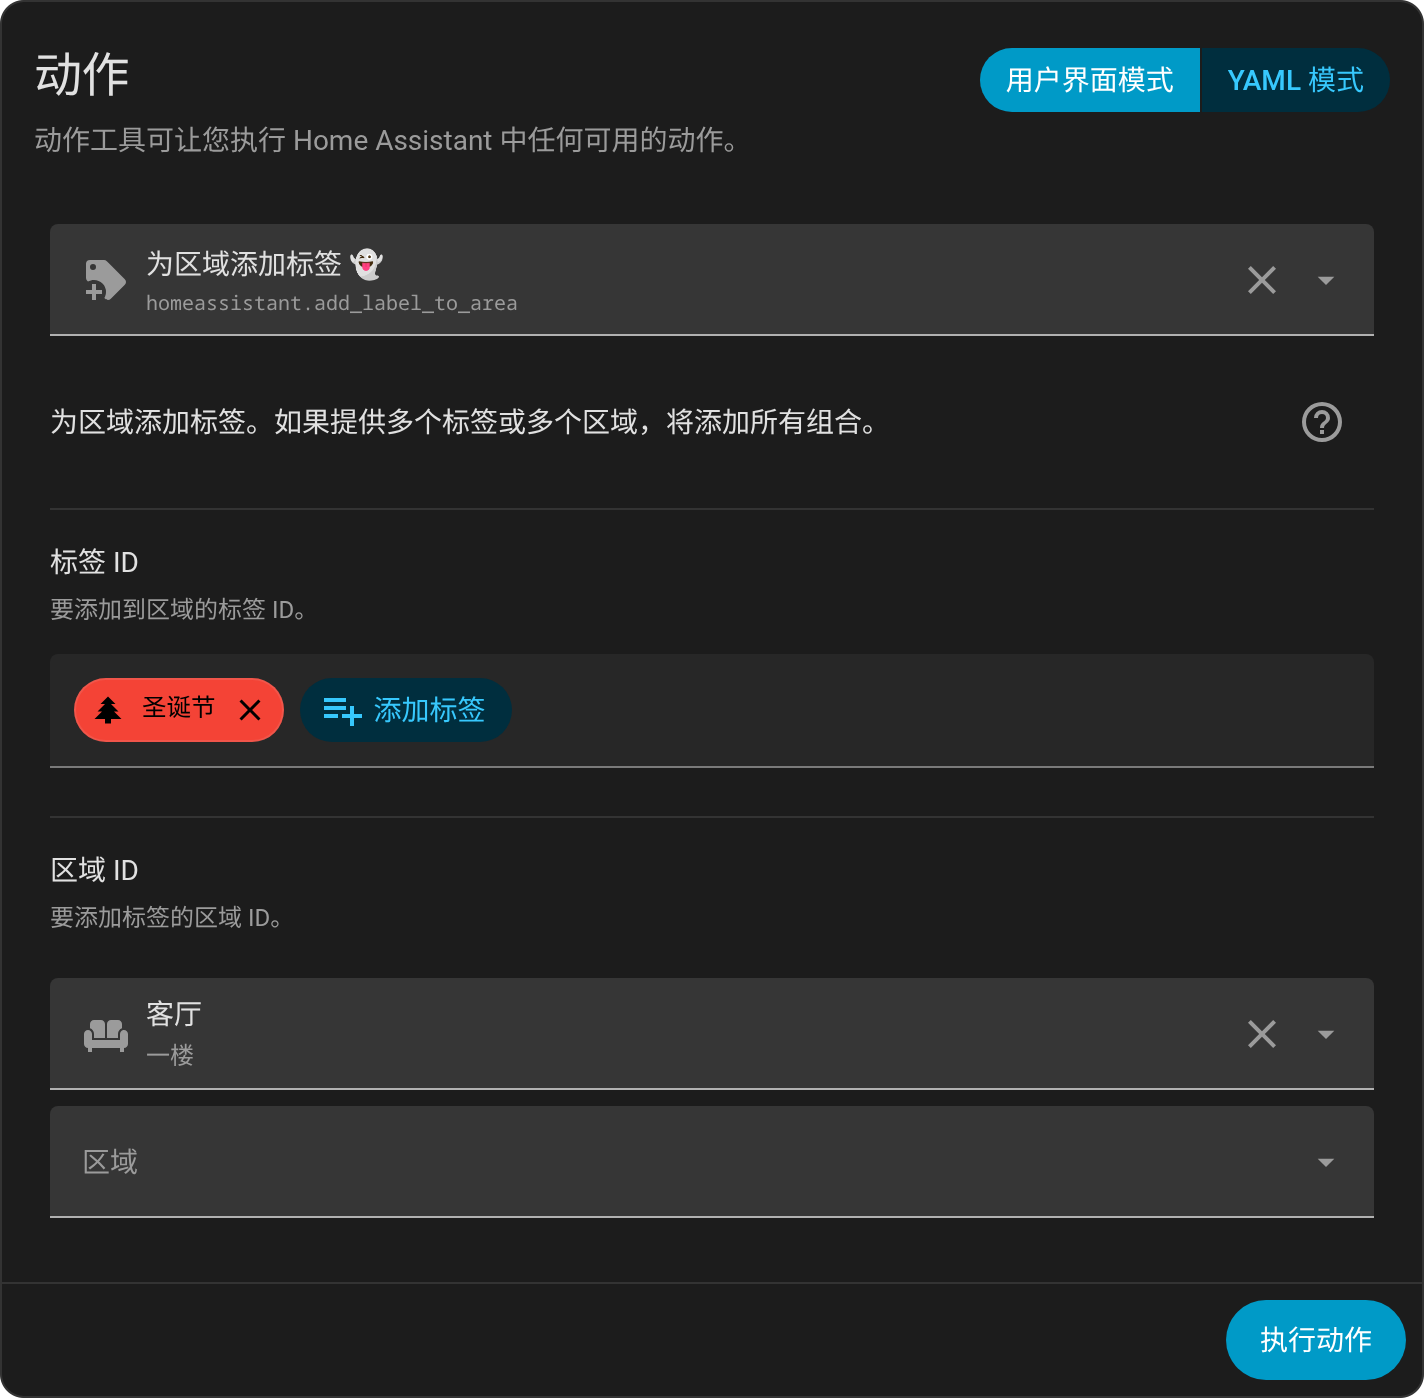 动作
用户界面模式
YAML 模式
动作工具可让您执行 Home Assistant 中任何可用的动作。
为区域添加标签 👻
homeassistant.add_label_to_area
为区域添加标签。如果提供多个标签或多个区域，将添加所有组合。
标签 ID
要添加到区域的标签 ID。
圣诞节
添加标签
区域 ID
要添加标签的区域 ID。
客厅
一楼
区域
执行动作